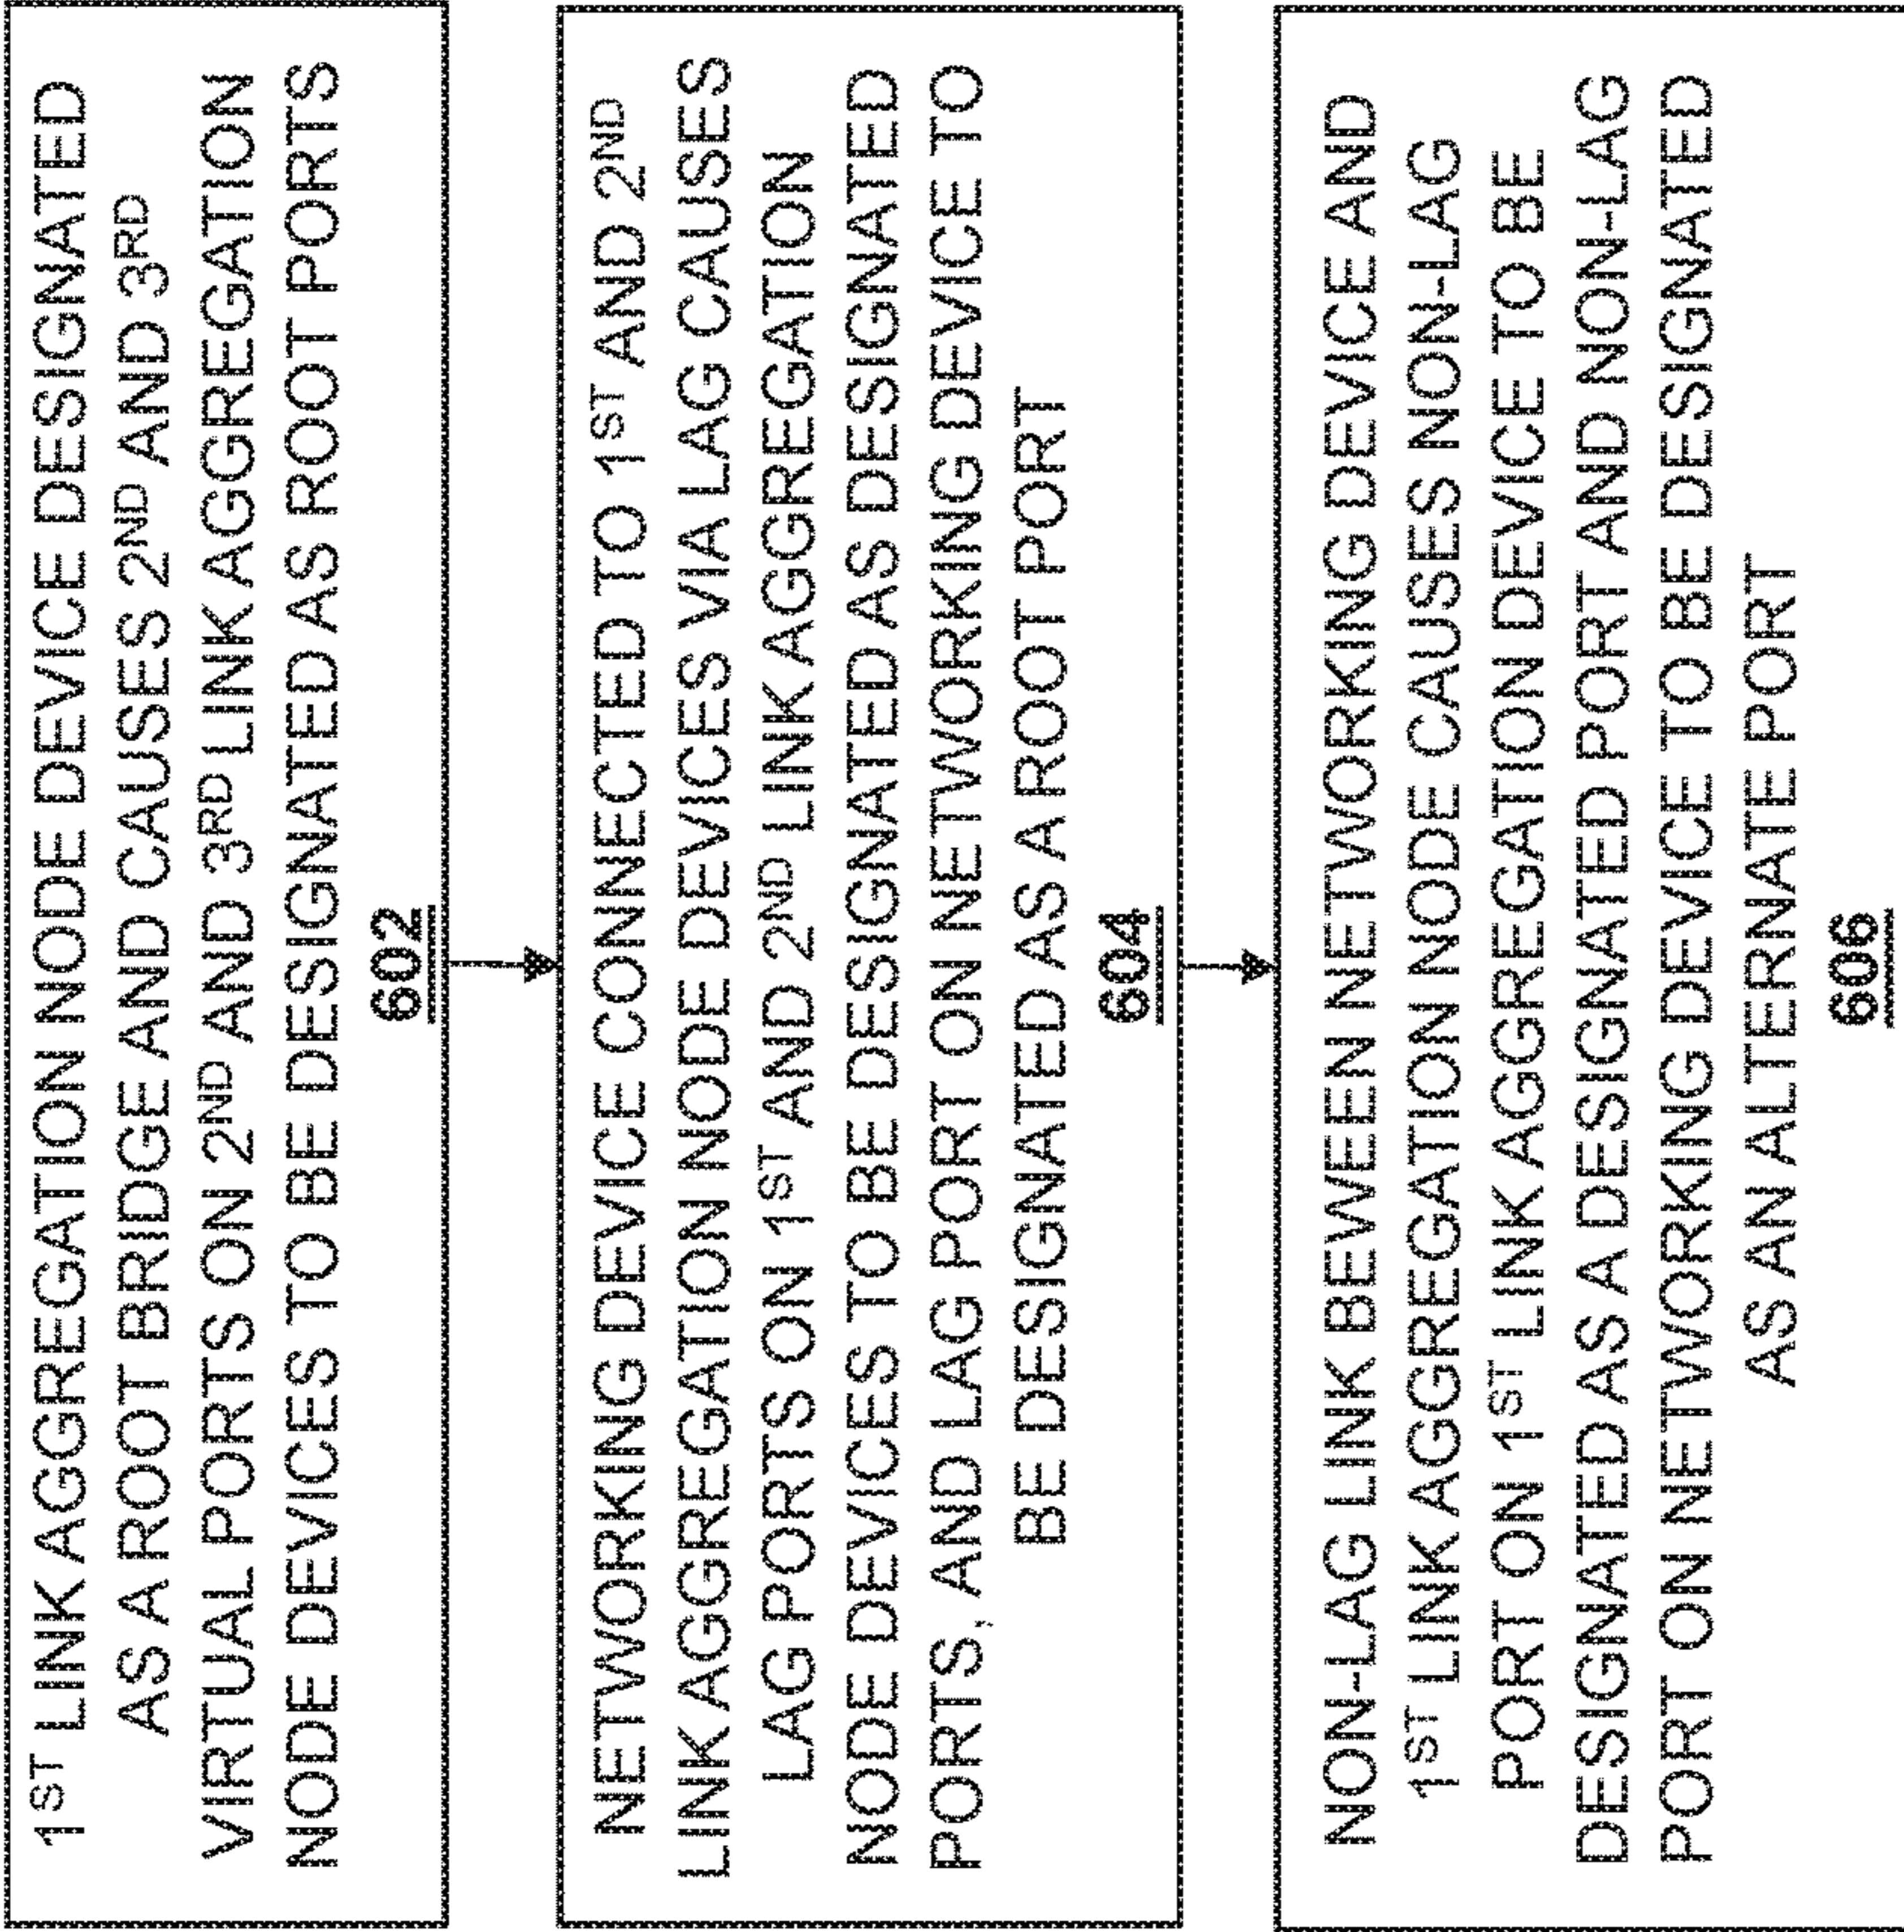 1ST LINK AGGREGATION NODE DEVICE DESIGNATED
AS A ROOT BRIDGE AND CAUSES 2ND AND 3RD
VIRTUAL PORTS ON 2ND AND 3RD LINK AGGREGATION
NODE DEVICES TO BE DESIGNATED AS ROOT PORTS
602
NETWORKING DEVICE CONNECTED TO 1ST AND 2ND
LINK AGGREGATION NODE DEVICES VIA LAG CAUSES
LAG PORTS ON 1ST AND 2ND LINK AGGREGATION
NODE DEVICES TO BE DESIGNATED AS DESIGNATED
PORTS, AND LAG PORT ON NETWORKING DEVICE TO
BE DESIGNATED AS A ROOT PORT
604
NON-LAG LINK BEWEEN NETWORKING DEVICE AND
1ST LINK AGGREGATION NODE CAUSES NON-LAG
PORT ON 1ST LINK AGGREGATION DEVICE TO BE
DESIGNATED AS A DESIGNATED PORT AND NON-LAG
PORT ON NETWORKING DEVICE TO BE DESIGNATED
AS AN ALTERNATE PORT
606